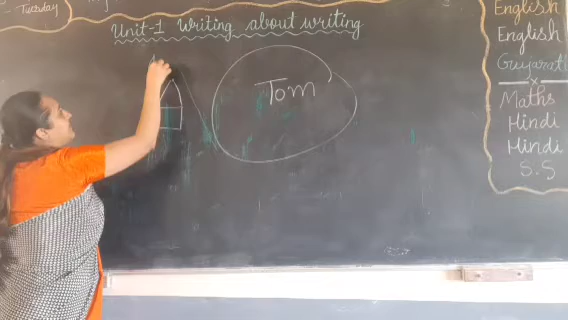 Tuesday
Unit-1 Writing about writing
Tom
English
English
Gujarati
Maths
Hindi
Hindi
S.S